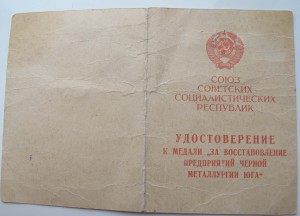 СОЮЗ
СОВЕТСКИХ
СОЦИАЛИСТИЧЕСКИХ
РЕСПУБЛИК
УДОСТОВЕРЕНИЕ
К МЕДАЛИ „ЗА ВОССТАНОВЛЕНИЕ
ПРЕДПРИЯТИЙ ЧЕРНОЙ
МЕТАЛЛУРГИИ ЮГА"